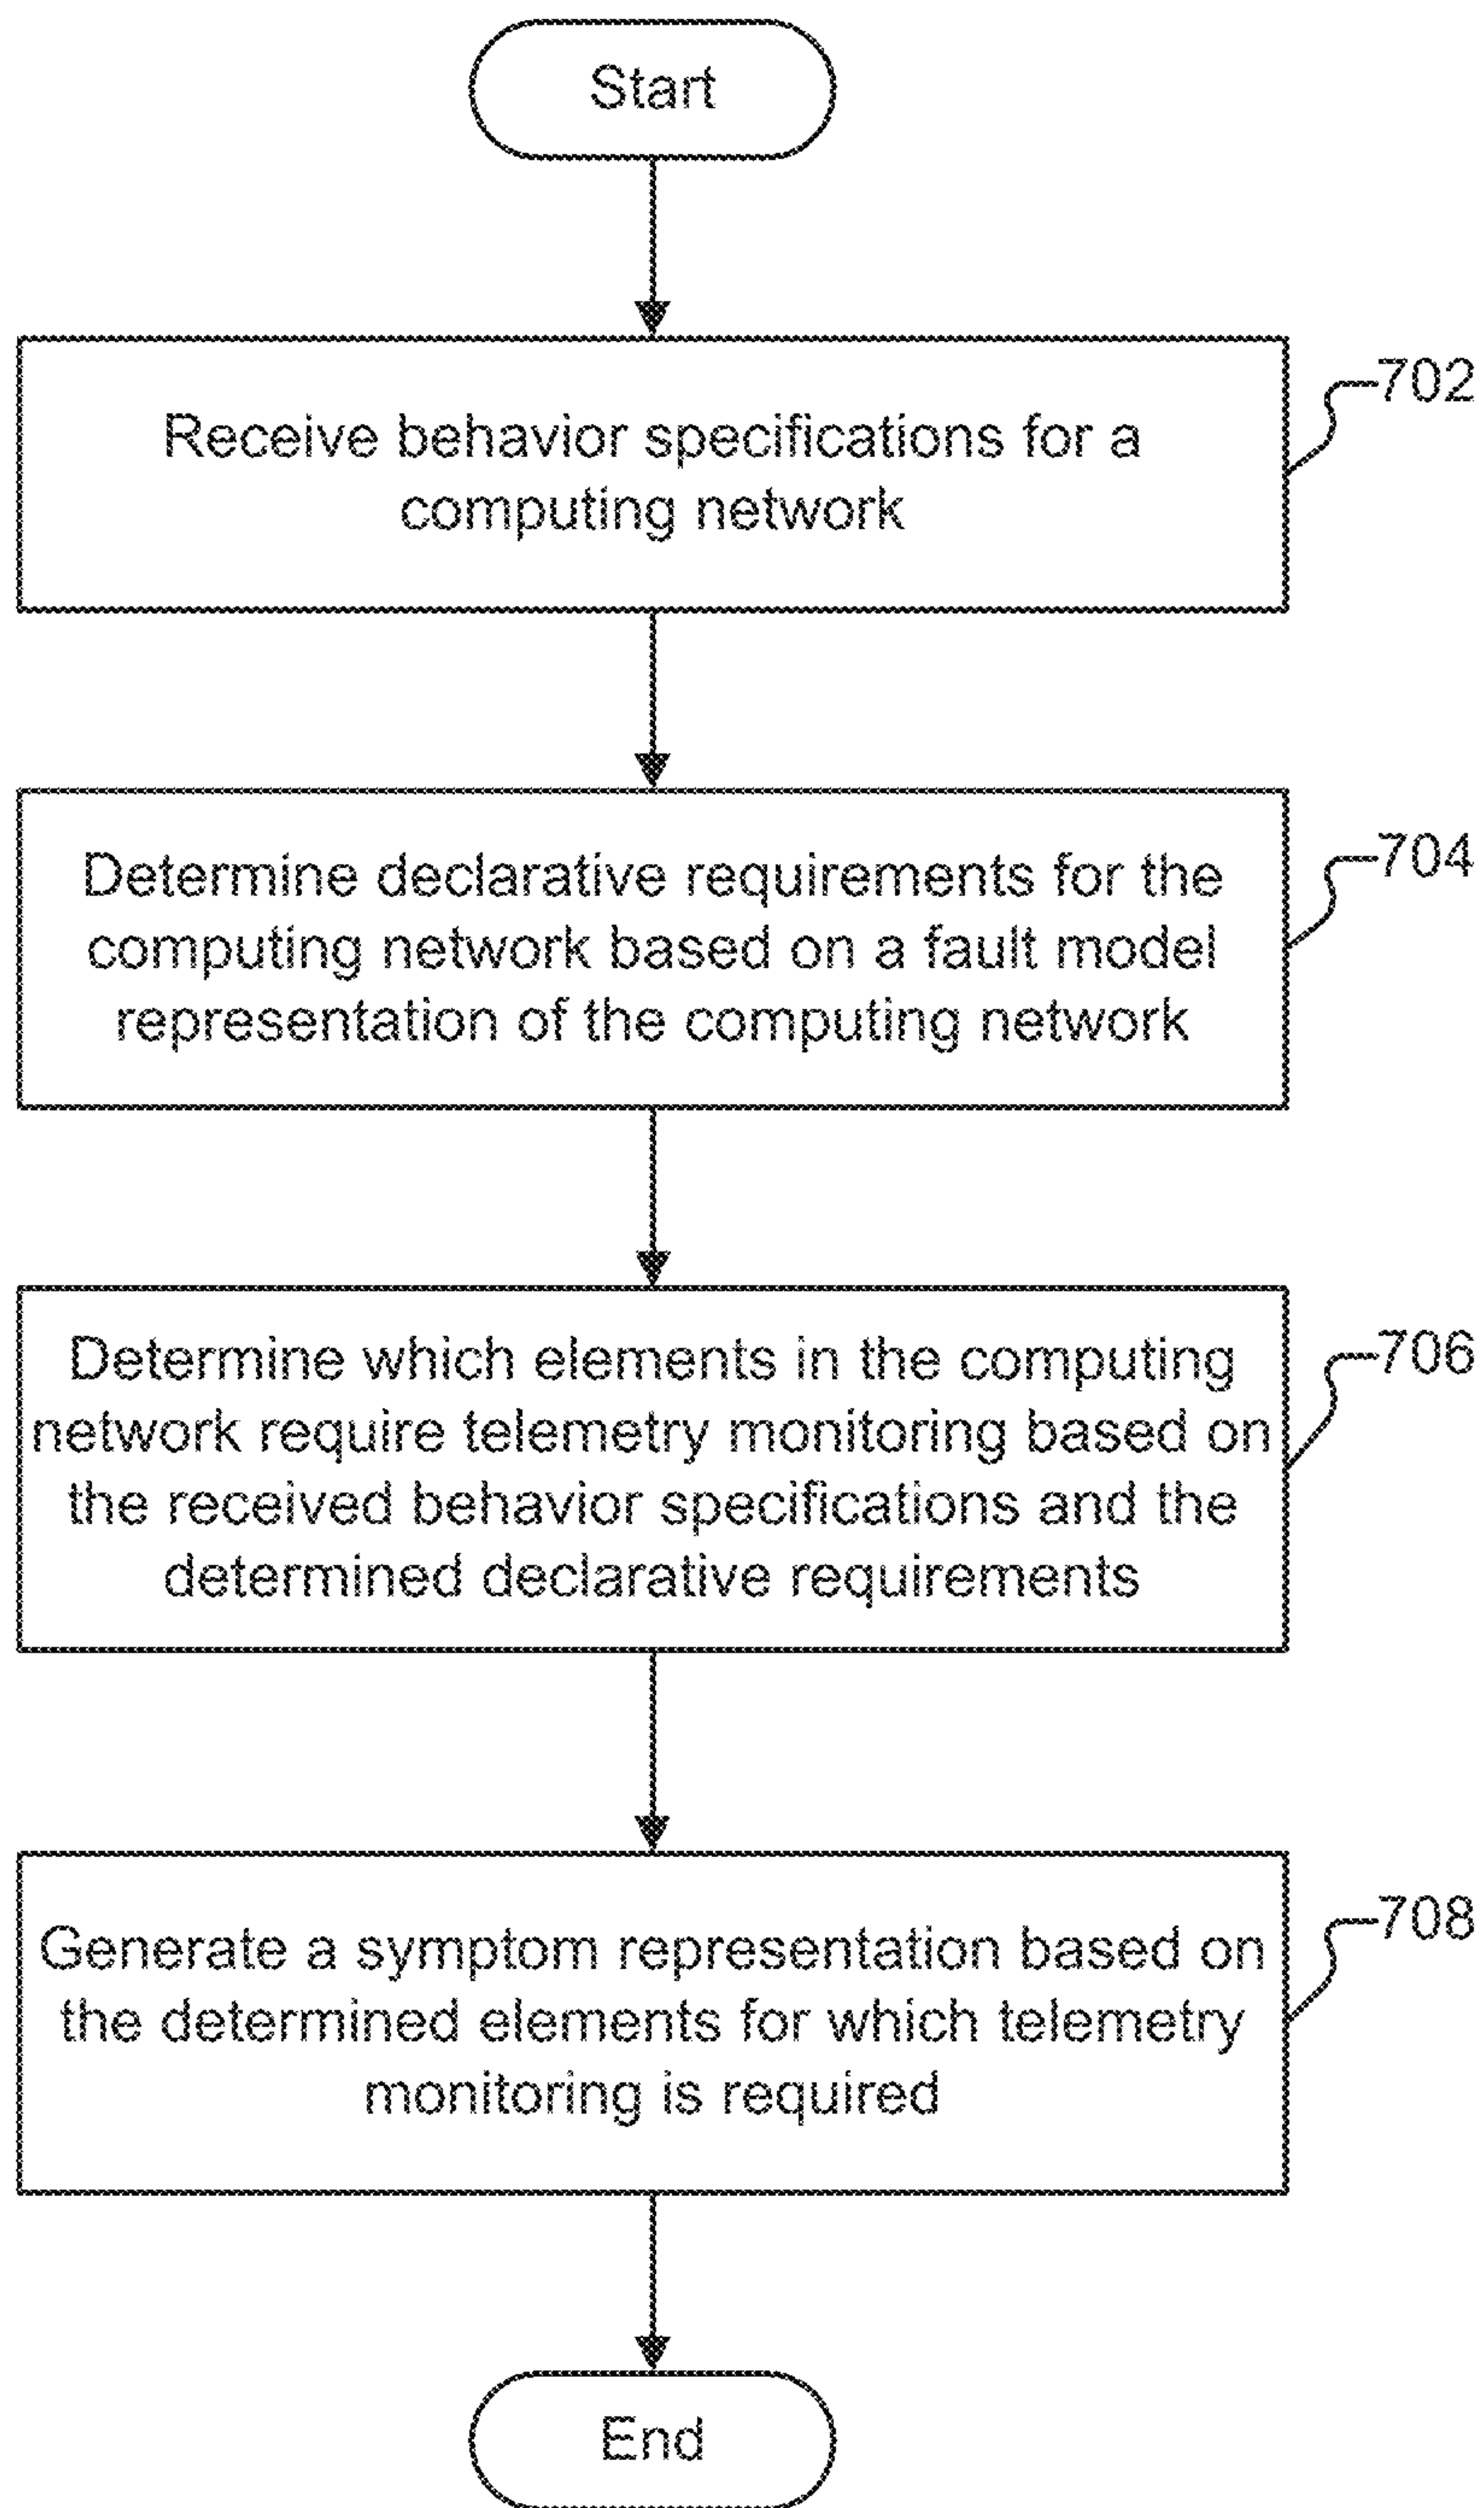 Start
702
Receive behavior specifications for a
computing network
704
Determine declarative requirements for the
computing network based on a fault model
representation of the computing network
706
Determine which elements in the computing
network require telemetry monitoring based on
the received behavior specifications and the
determined declarative requirements
708
Generate a symptom representation based on
the determined elements for which telemetry
monitoring is required
End